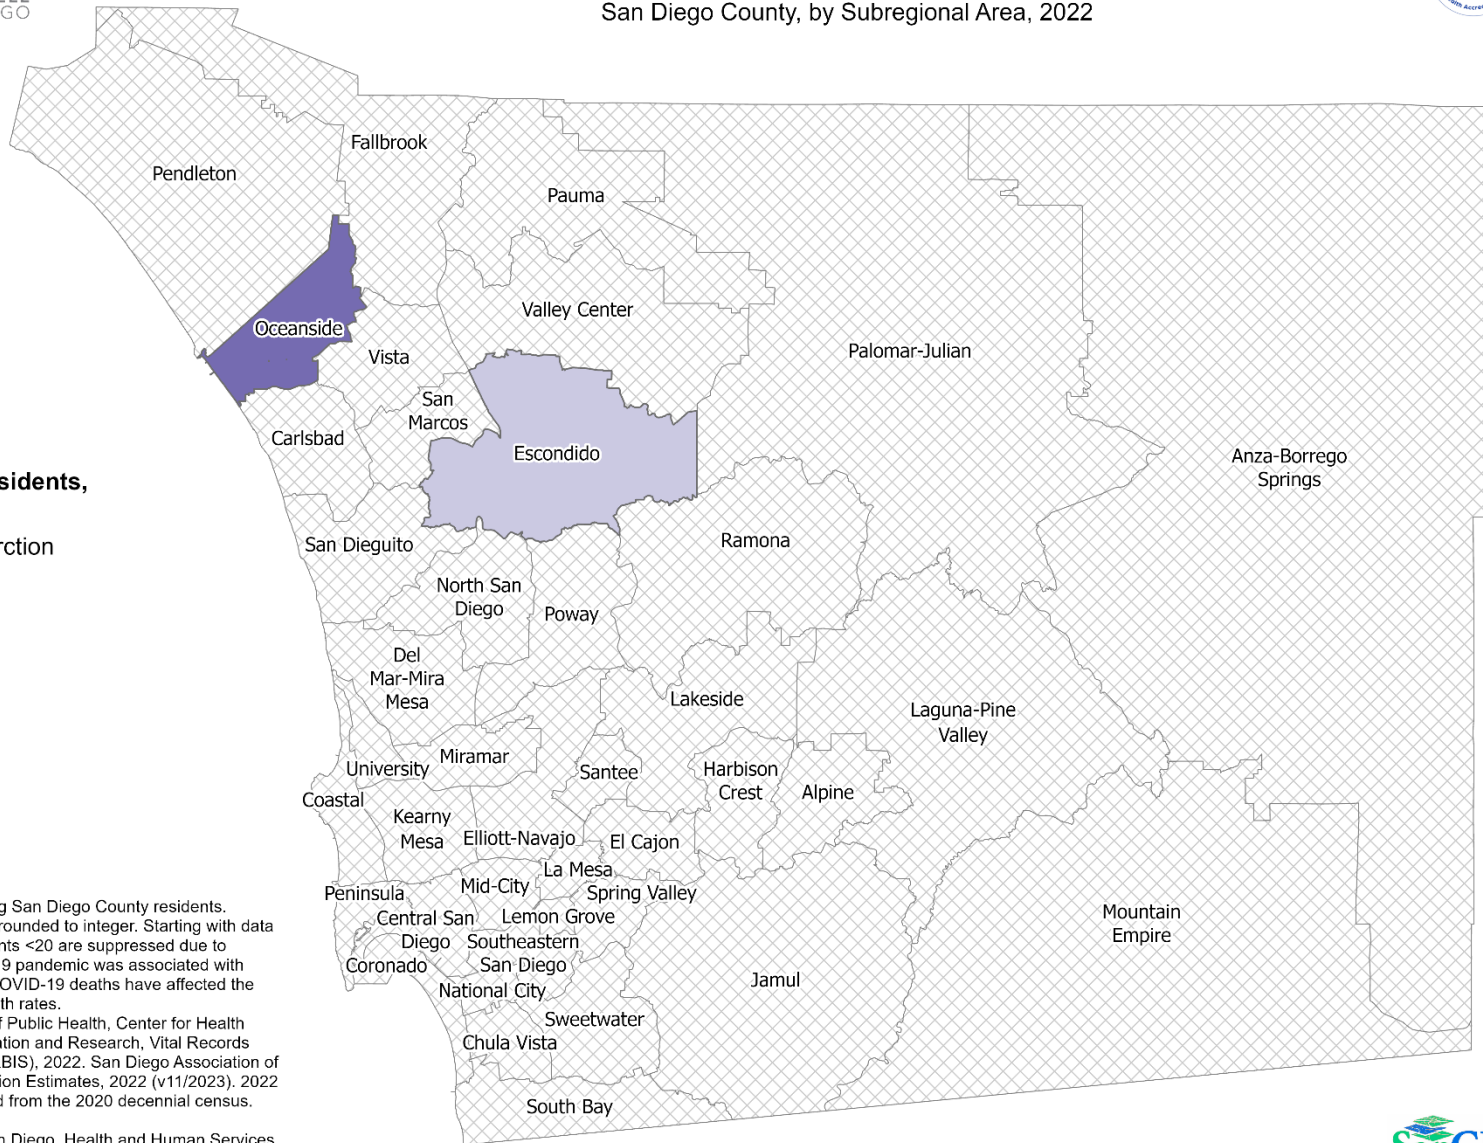 GO
San Diego County, by Subregional Area, 2022
Fallbrook
Pendleton
Pauma
Valley Center
Oceanside
Vista
Palomar-Julian
San
Marcos
Carlsbad
Escondido
Anza-Borrego
Springs
sidents,
rction
San Dieguito
Ramona
North San
Diego
Poway
Del
Mar-Mira
Mesa
Lakeside
Laguna-Pine
Valley
Miramar
University
Santee
Harbison
Crest
Alpine
Coastal
Kearny
Mesa
Elliott-Navajo
El Cajon
La Mesa
Mid-City
Spring Valley
Peninsula
Central San
Diego
Lemon Grove
Southeastern
San Diego
Coronado
National City
Mountain
Empire
Jamul
Sweetwater
Chula Vista
South Bay
g San Diego County residents.
rounded to integer. Starting with data
nts <20 are suppressed due to
9 pandemic was associated with
OVID-19 deaths have affected the
th rates.
f Public Health, Center for Health
ation and Research, Vital Records
BIS), 2022. San Diego Association of
ion Estimates, 2022 (v11/2023). 2022
d from the 2020 decennial census.
n Diego, Health and Human Services